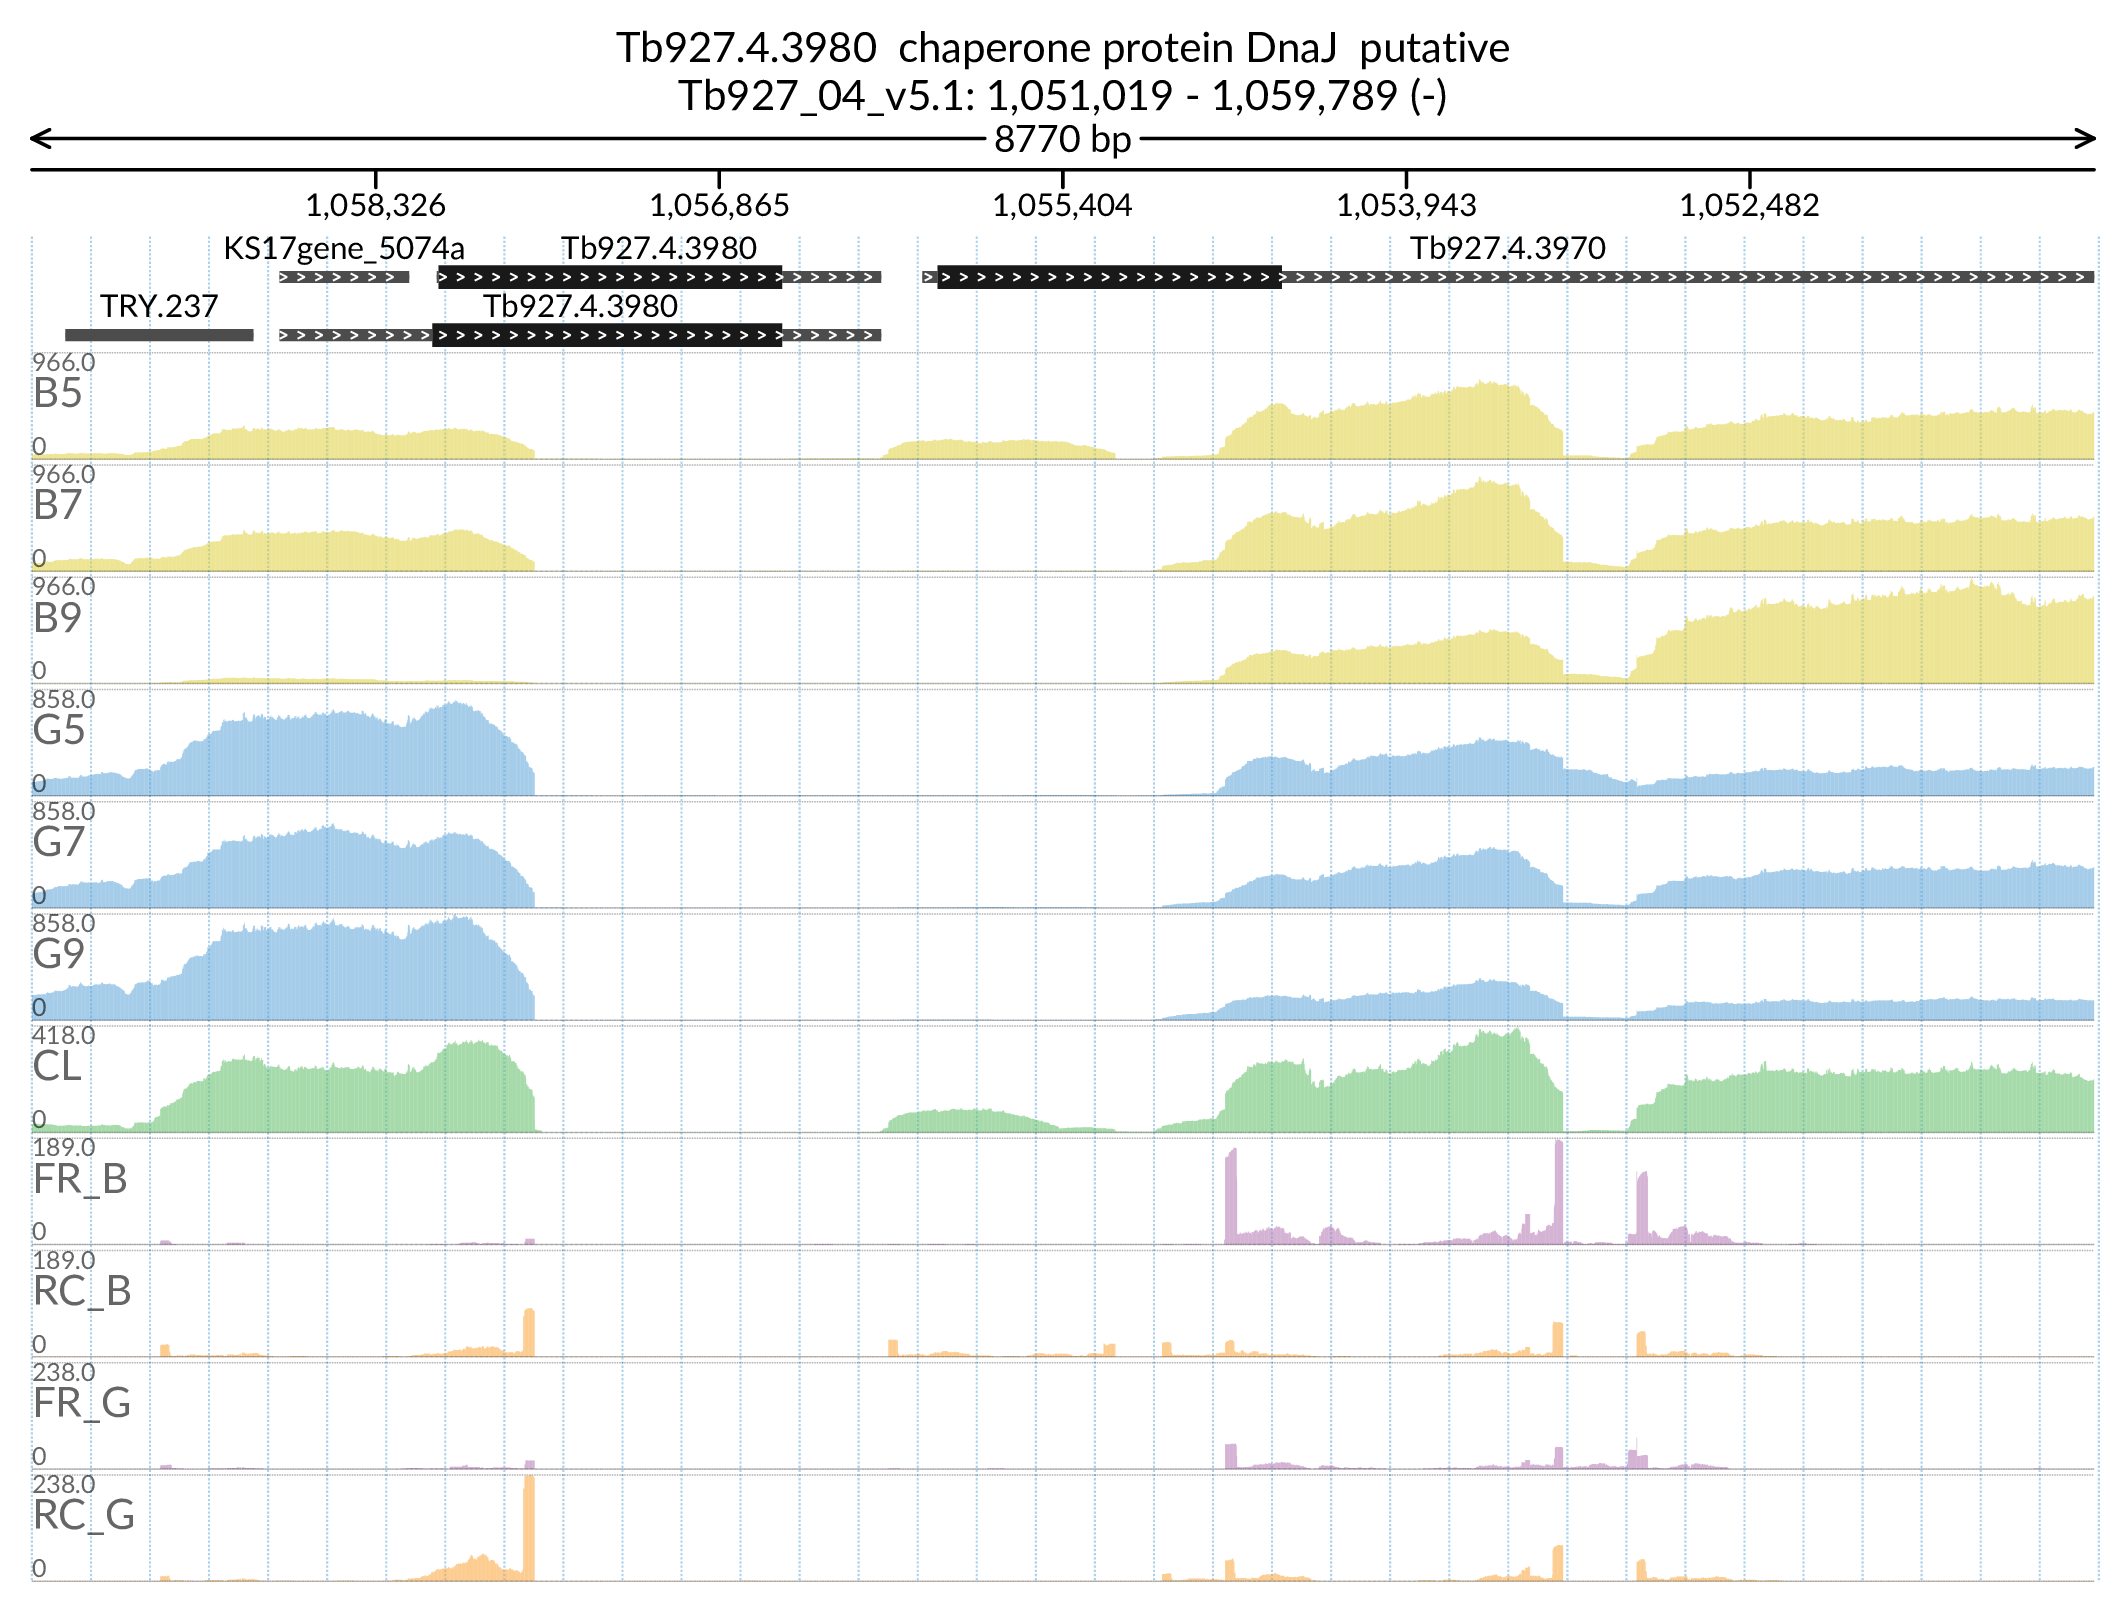 Tb927.4.3980 chaperone protein DnaJ putative
Tb927_04_v5.1: 1,051,019 - 1,059,789 (-)
8770 bp
1,058,326 1,056,865 1,055,404 1,053,943 1,052,482
KS17gene_5074a Tb927.4.3980 Tb927.4.3970
TRY.237 Tb927.4.3980
966.0
B5
0
966.0
B7
0
966.0
B9
0
858.0
G5
0
858.0
G7
0
858.0
G9
0
418.0
CL
0
189.0
FR_B
0
189.0
RC_B
0
238.0
FR_G
0
238.0
RC_G
0